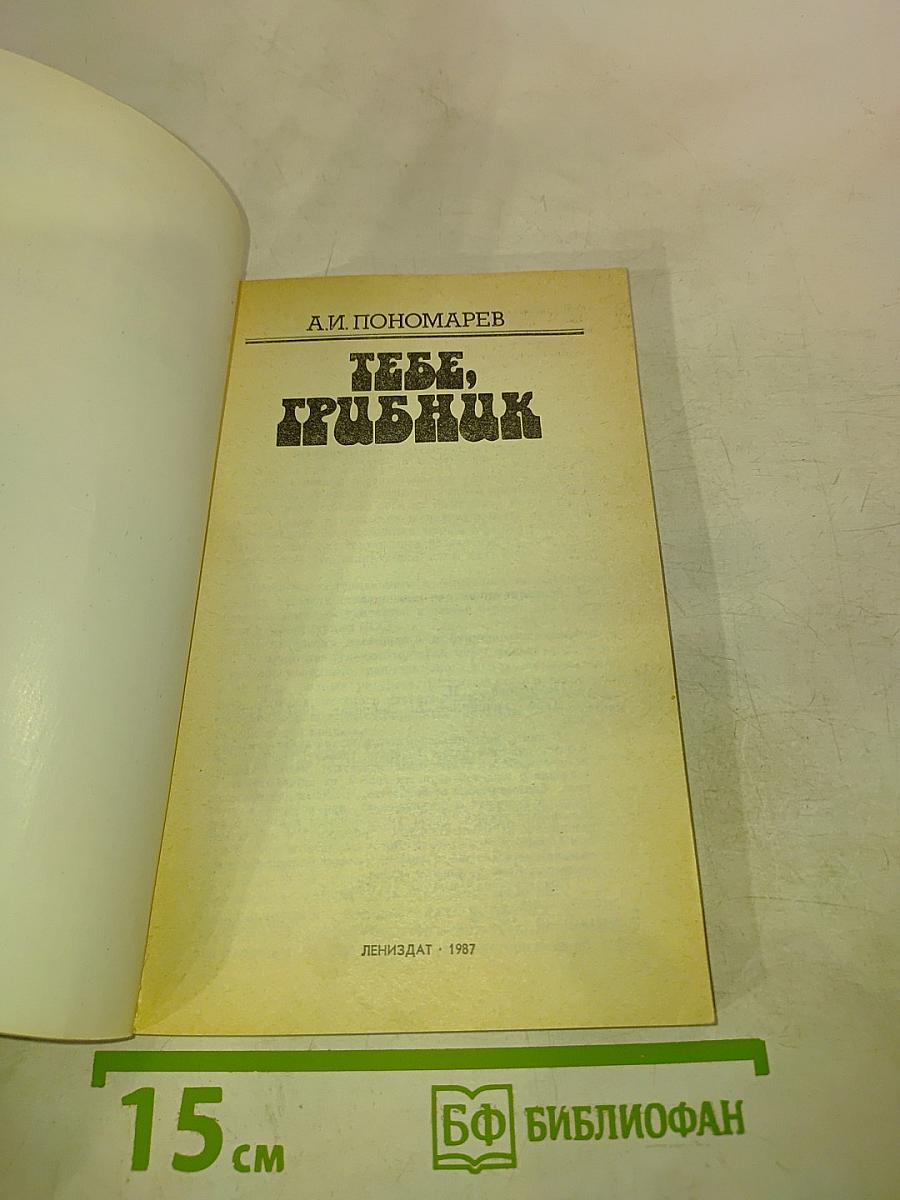 А.И. ПОНОМАРЕВ
ТЕБЕ,
ГРИБНИК
ЛЕНИЗДАТ · 1987
15 см
БФ БИБЛИОФАН